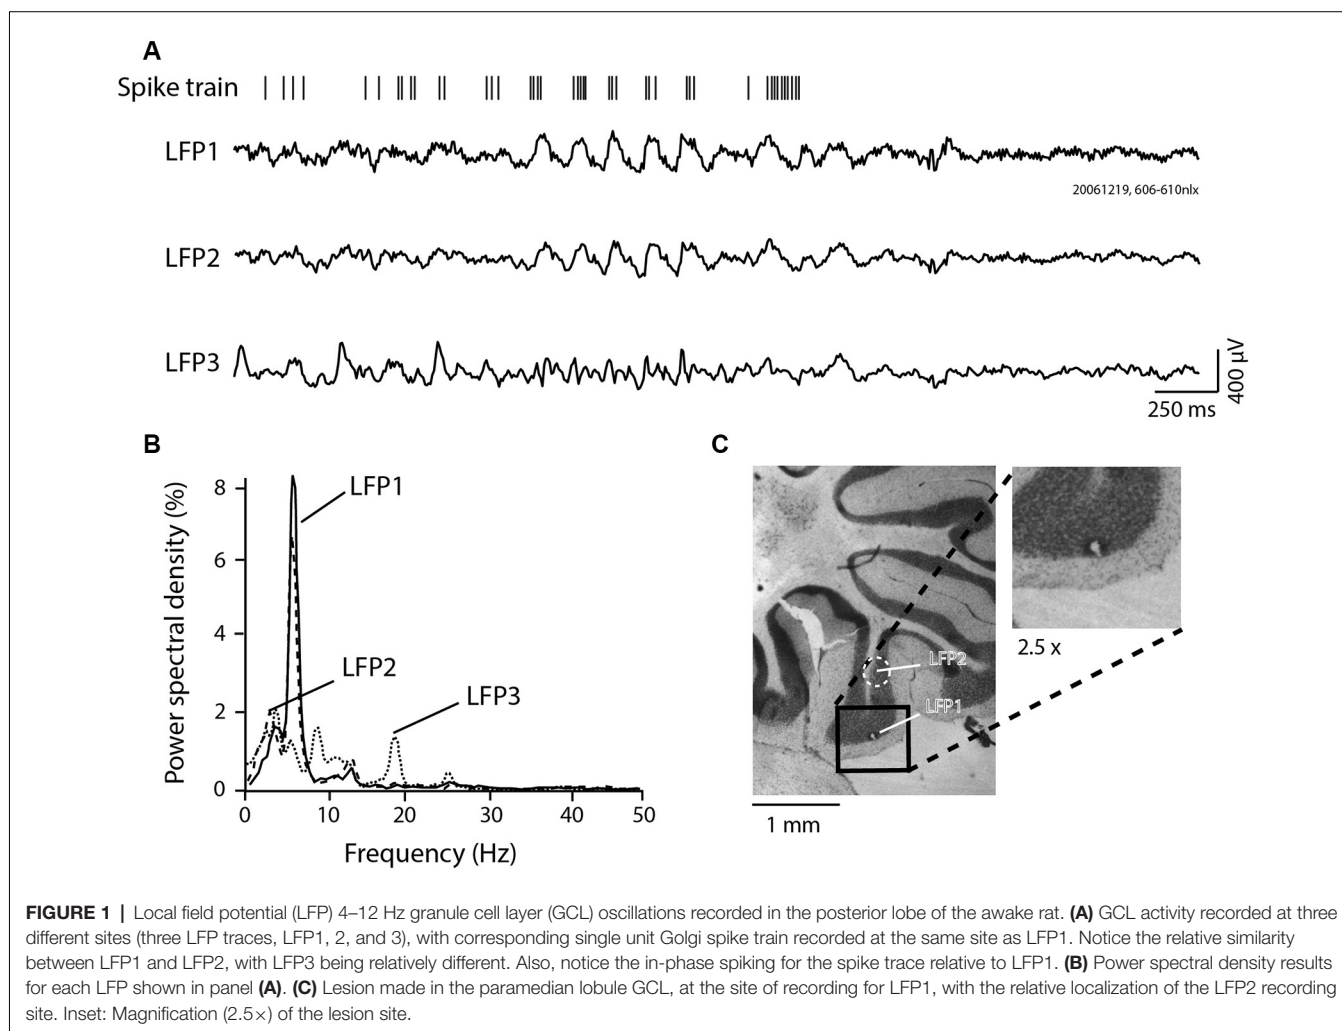 A
Spike train
LFP1
20061219, 606-610nlx
LFP2
LFP3
400 µV
250 ms
B
Power spectral density (%)
8
6
4
2
0
LFP1
LFP2
LFP3
0 10 20 30 40 50
Frequency (Hz)
C
LFP2
LFP1
2.5 x
1 mm
FIGURE 1 | Local field potential (LFP) 4–12 Hz granule cell layer (GCL) oscillations recorded in the posterior lobe of the awake rat. (A) GCL activity recorded at three
different sites (three LFP traces, LFP1, 2, and 3), with corresponding single unit Golgi spike train recorded at the same site as LFP1. Notice the relative similarity
between LFP1 and LFP2, with LFP3 being relatively different. Also, notice the in-phase spiking for the spike trace relative to LFP1. (B) Power spectral density results
for each LFP shown in panel (A). (C) Lesion made in the paramedian lobule GCL, at the site of recording for LFP1, with the relative localization of the LFP2 recording
site. Inset: Magnification (2.5×) of the lesion site.